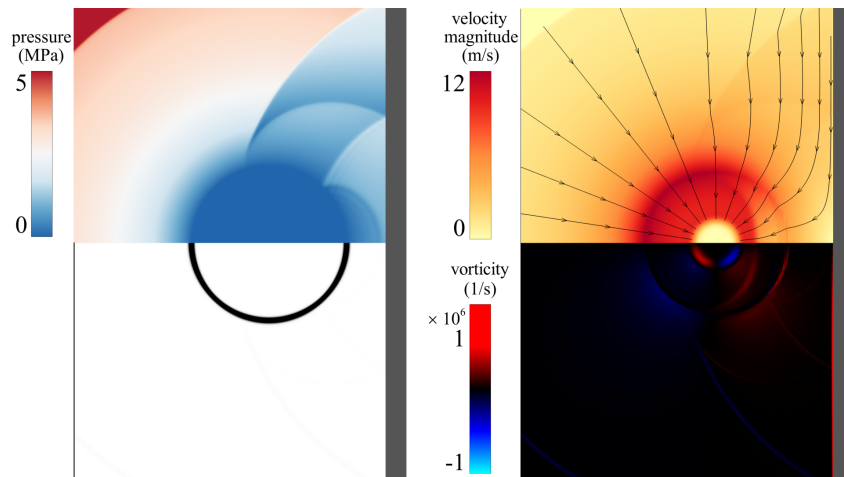 pressure
(MPa)
5
0
velocity
magnitude
(m/s)
12
0
vorticity
(1/s)
× 10⁶
1
-1